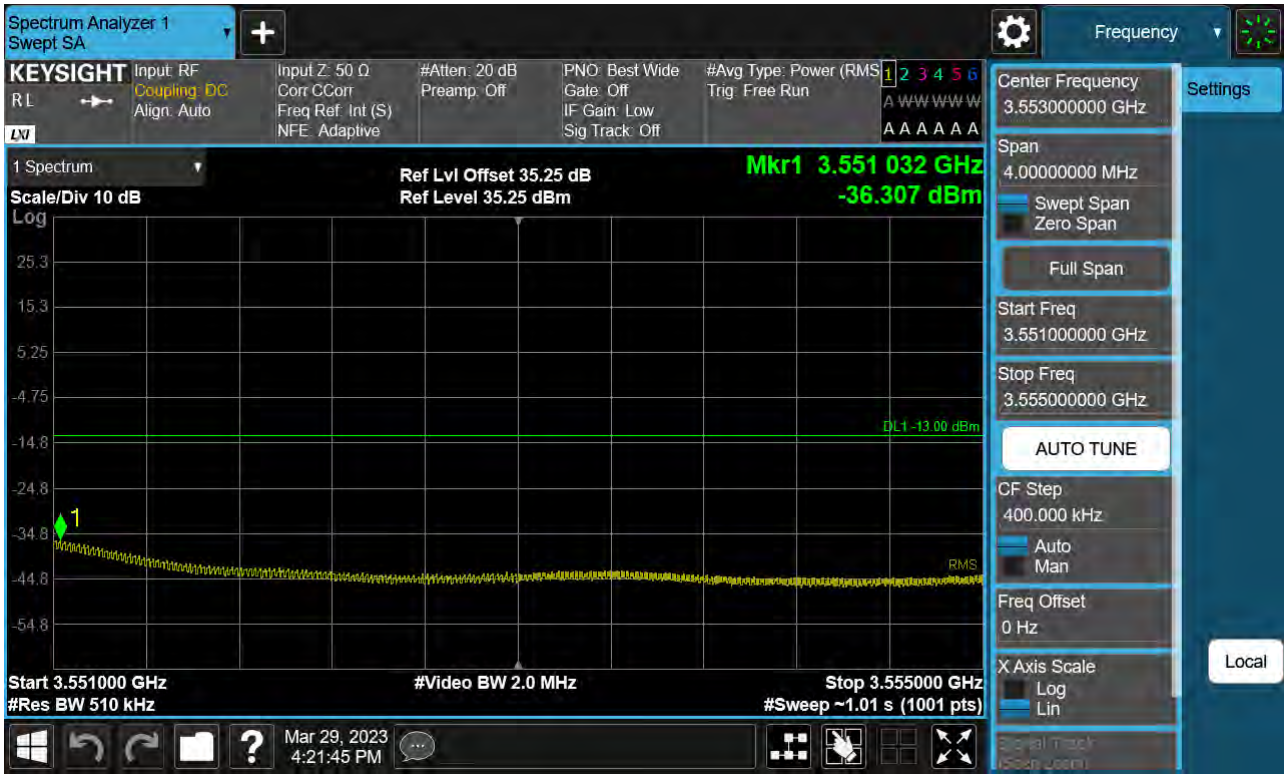 Spectrum Analyzer 1
Swept SA
Frequency
KEYSIGHT
RL
LXI
Input: RF
Coupling: DC
Align: Auto
Input Z: 50 Ω
Corr CCorr
Freq Ref: Int (S)
NFE: Adaptive
#Atten: 20 dB
Preamp: Off
PNO: Best Wide
Gate: Off
IF Gain: Low
Sig Track: Off
#Avg Type: Power (RMS
Trig: Free Run
1 2 3 4 5 6
A W W W W W
A A A A A A
1 Spectrum
Scale/Div 10 dB
Log
Ref Lvl Offset 35.25 dB
Ref Level 35.25 dBm
Mkr1 3.551 032 GHz
-36.307 dBm
25.3
15.3
5.25
-4.75
-14.8
-24.8
-34.8
-44.8
-54.8
DL1 -13.00 dBm
1
RMS
Start 3.551000 GHz
#Res BW 510 kHz
#Video BW 2.0 MHz
Stop 3.555000 GHz
#Sweep ~1.01 s (1001 pts)
Mar 29, 2023
4:21:45 PM
Center Frequency
3.553000000 GHz
Span
4.00000000 MHz
Swept Span
Zero Span
Full Span
Start Freq
3.551000000 GHz
Stop Freq
3.555000000 GHz
AUTO TUNE
CF Step
400.000 kHz
Auto
Man
Freq Offset
0 Hz
X Axis Scale
Log
Lin
Signal Track
(Span Zoom)
Settings
Local